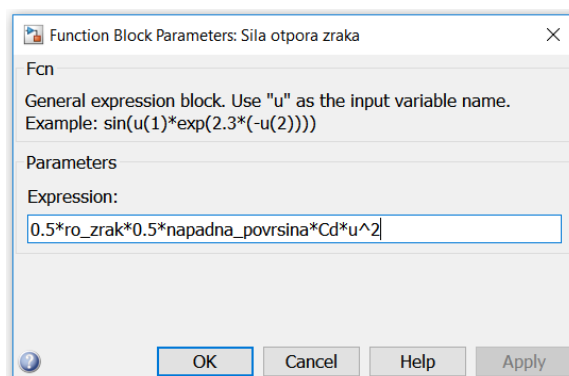 Function Block Parameters: Sila otpora zraka
Fcn
General expression block. Use "u" as the input variable name.
Example: sin(u(1)*exp(2.3*(-u(2))))
Parameters
Expression:
0.5*ro_zrak*0.5*napadna_povrsina*Cd*u^2
?
OK Cancel Help Apply